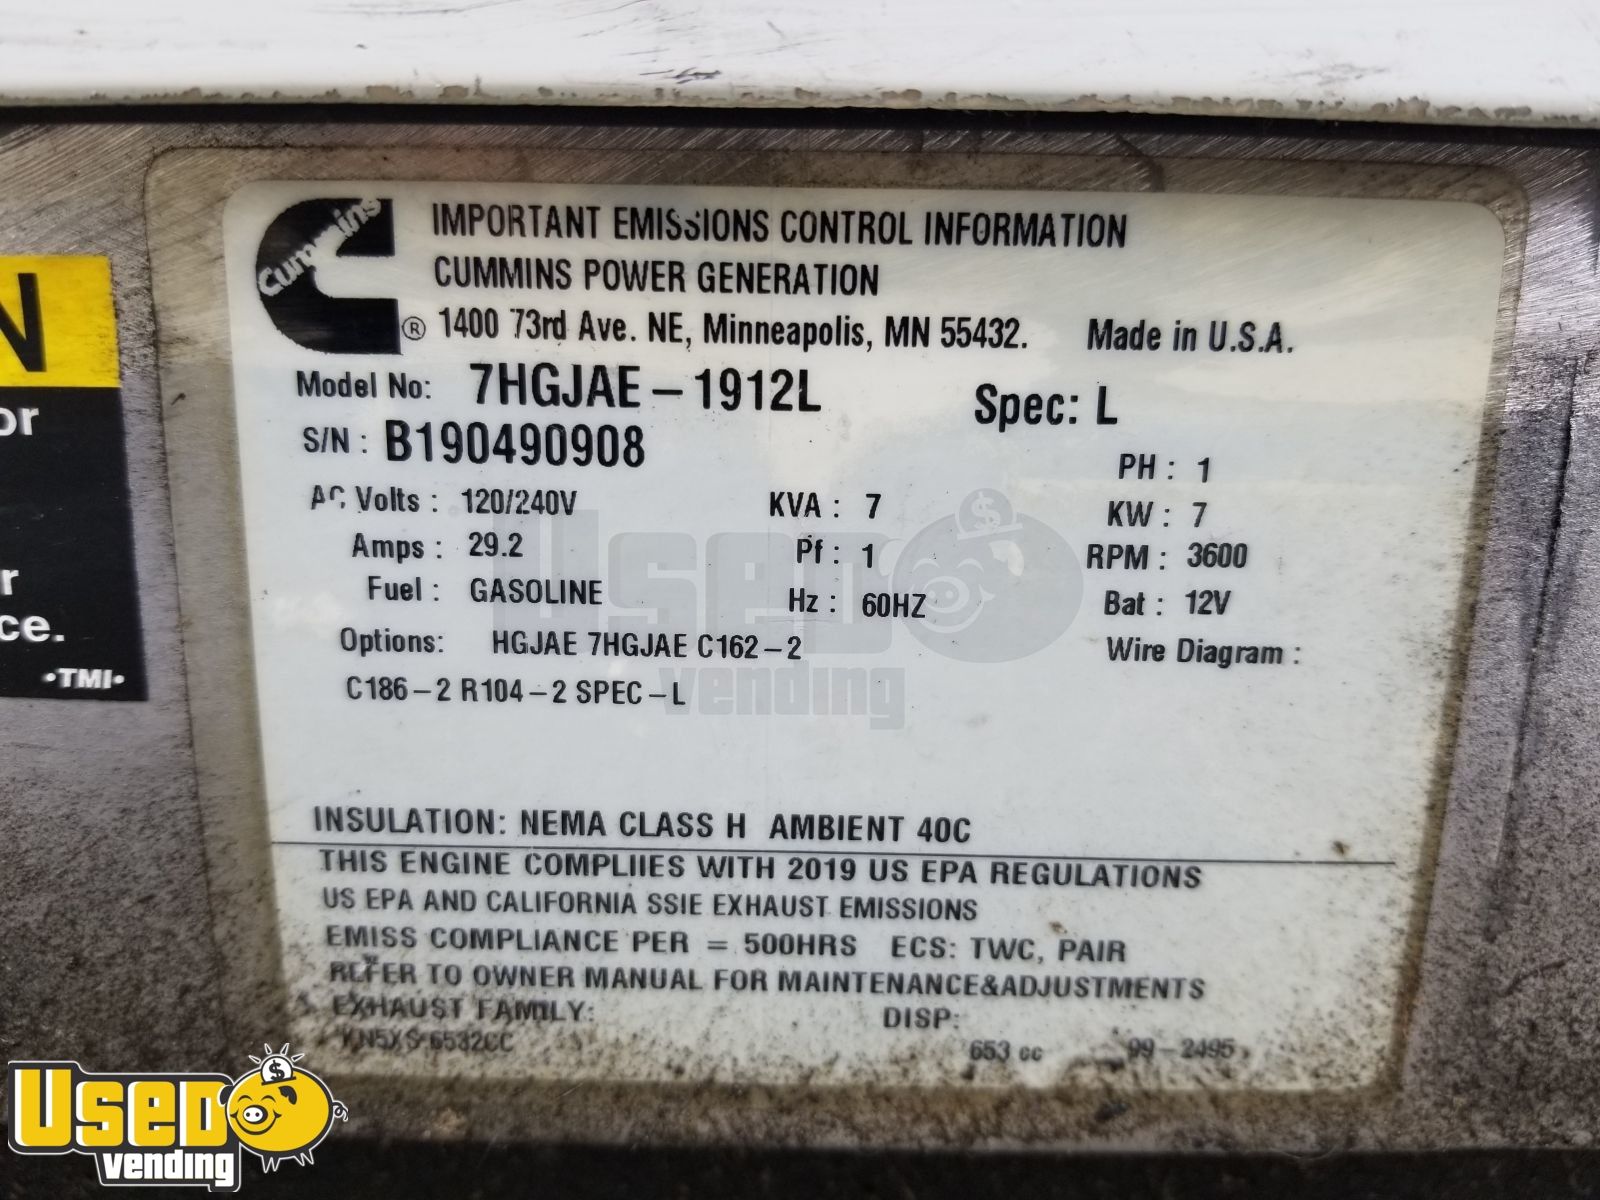 IMPORTANT EMISSIONS CONTROL INFORMATION
Cummins
CUMMINS POWER GENERATION
® 1400 73rd Ave. NE, Minneapolis, MN 55432. Made in U.S.A.
Model No: 7HGJAE-1912L Spec: L
S/N: B190490908 PH: 1
AC Volts: 120/240V KVA: 7 KW: 7
Amps: 29.2 Pf: 1 RPM: 3600
Fuel: GASOLINE Hz: 60HZ Bat: 12V
Options: HGJAE 7HGJAE C162-2 Wire Diagram:
C186-2 R104-2 SPEC-L
INSULATION: NEMA CLASS H AMBIENT 40C
THIS ENGINE COMPLIIES WITH 2019 US EPA REGULATIONS
US EPA AND CALIFORNIA SSIE EXHAUST EMISSIONS
EMISS COMPLIANCE PER = 500HRS ECS: TWC, PAIR
REFER TO OWNER MANUAL FOR MAINTENANCE&ADJUSTMENTS
EXHAUST FAMILY: DISP:
653 cc 99-2495
N
or
r
ce.
·TMI·
USED
vending
$
USED
vending
$